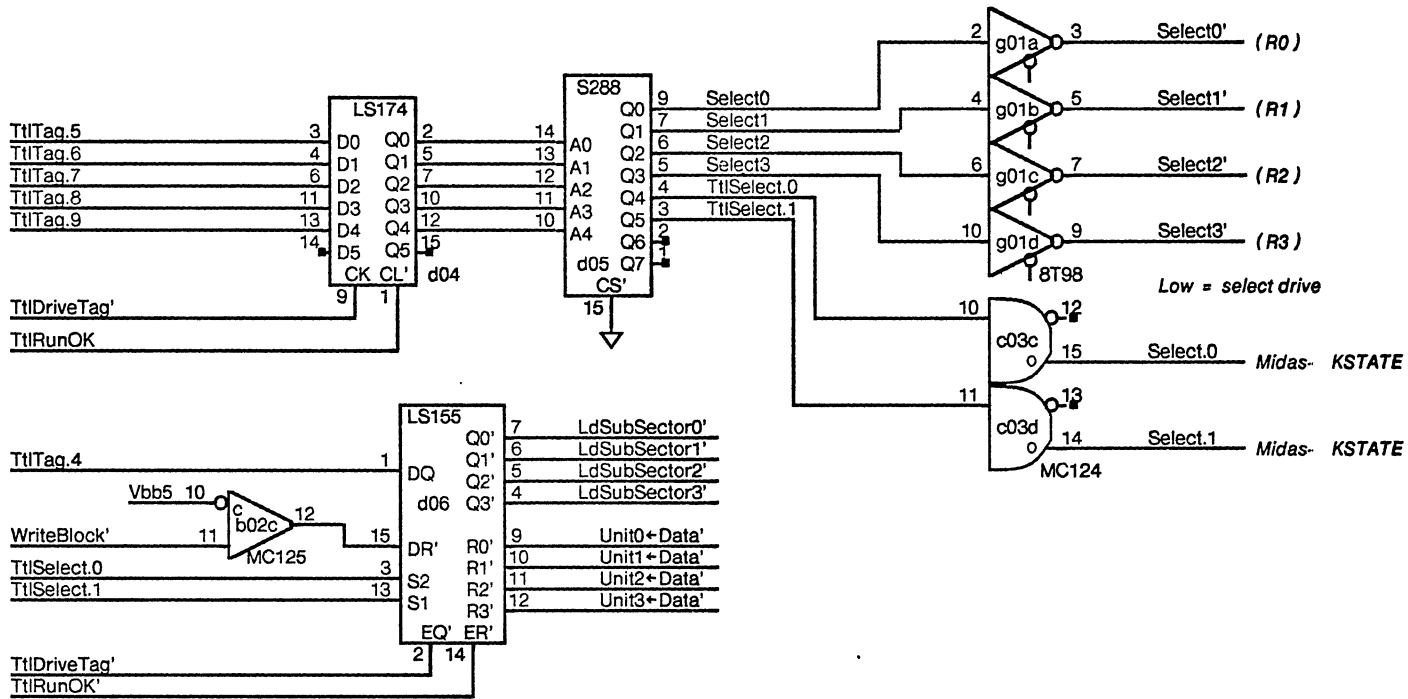 2 g01a 3 Select0' (R0)
4 g01b 5 Select1' (R1)
6 g01c 7 Select2' (R2)
10 g01d 9 Select3' (R3)
8T98
Low = select drive
LS174
TtlTag.5 3 D0 Q0 2
TtlTag.6 4 D1 Q1 5
TtlTag.7 6 D2 Q2 7
TtlTag.8 11 D3 Q3 10
TtlTag.9 13 D4 Q4 12
14 D5 Q5 15
CK CL' d04
9 1
TtlDriveTag'
TtlRunOK
S288
14 A0 Q0 9 Select0
13 A1 Q1 7 Select1
12 A2 Q2 6 Select2
11 A3 Q3 5 Select3
10 A4 Q4 4 TtlSelect.0
Q5 3 TtlSelect.1
Q6 2
d05 Q7 1
CS'
15
10 c03c 12
15 Select.0 Midas- KSTATE
11 c03d 13
14 Select.1 Midas- KSTATE
MC124
LS155
TtlTag.4 1 DQ
d06
Q0' 7 LdSubSector0'
Q1' 6 LdSubSector1'
Q2' 5 LdSubSector2'
Q3' 4 LdSubSector3'
Vbb5 10 c
b02c 12
WriteBlock' 11
MC125
15 DR'
TtlSelect.0 3 S2
TtlSelect.1 13 S1
R0' 9 Unit0←Data'
R1' 10 Unit1←Data'
R2' 11 Unit2←Data'
R3' 12 Unit3←Data'
EQ' ER'
2 14
TtlDriveTag'
TtlRunOK'